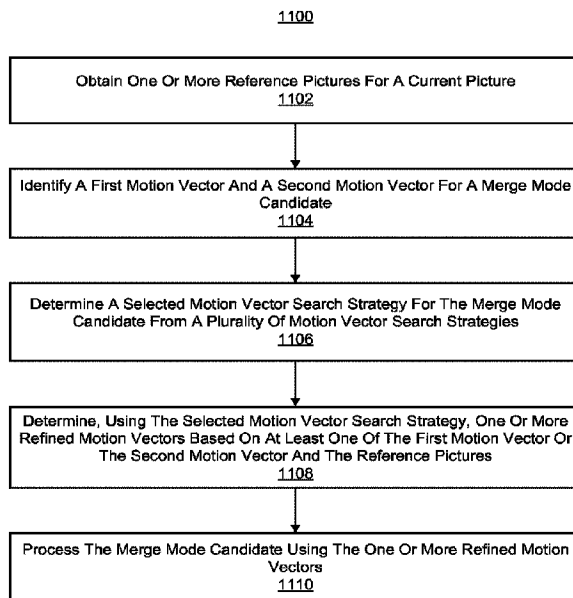 1100
Obtain One Or More Reference Pictures For A Current Picture
1102
Identify A First Motion Vector And A Second Motion Vector For A Merge Mode
Candidate
1104
Determine A Selected Motion Vector Search Strategy For The Merge Mode
Candidate From A Plurality Of Motion Vector Search Strategies
1106
Determine, Using The Selected Motion Vector Search Strategy, One Or More
Refined Motion Vectors Based On At Least One Of The First Motion Vector Or
The Second Motion Vector And The Reference Pictures
1108
Process The Merge Mode Candidate Using The One Or More Refined Motion
Vectors
1110